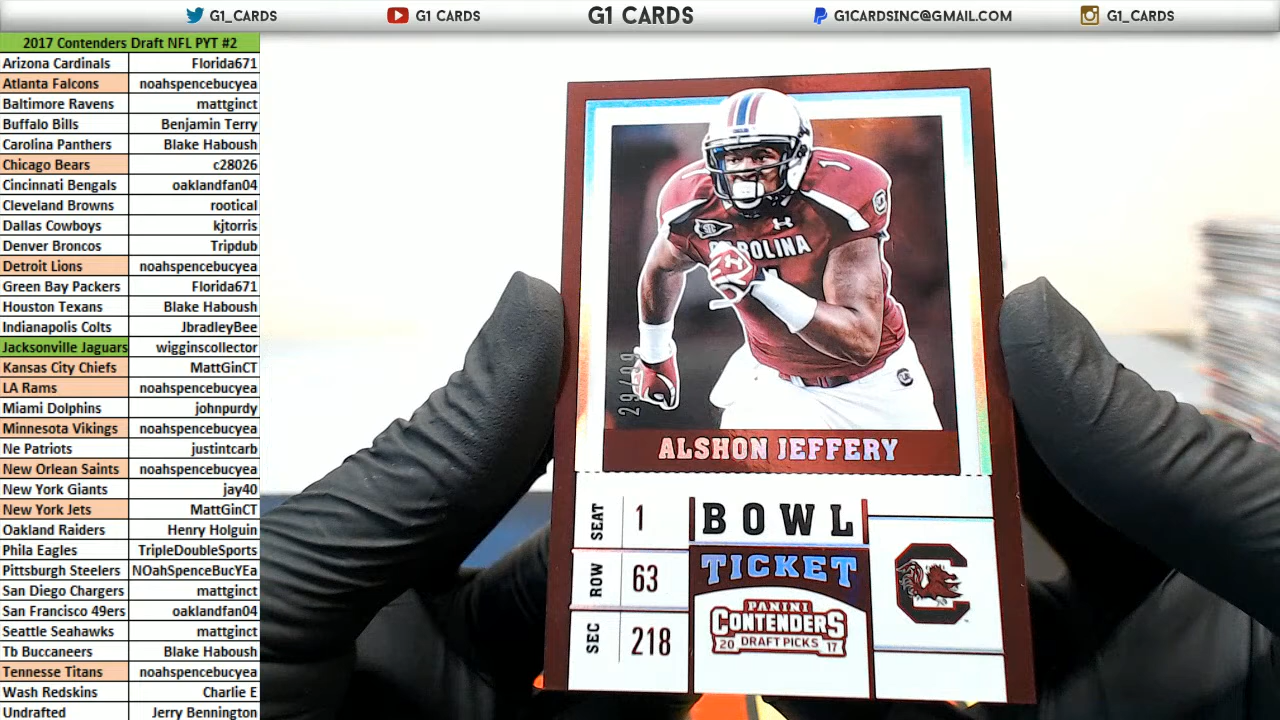 G1_CARDS
G1 CARDS
G1 CARDS
G1CARDSINC@GMAIL.COM
G1_CARDS
2017 Contenders Draft NFL PYT #2
Arizona Cardinals Florida671
Atlanta Falcons noahspencebucyea
Baltimore Ravens mattginct
Buffalo Bills Benjamin Terry
Carolina Panthers Blake Haboush
Chicago Bears c28026
Cincinnati Bengals oaklandfan04
Cleveland Browns rootical
Dallas Cowboys kjtorris
Denver Broncos Tripdub
Detroit Lions noahspencebucyea
Green Bay Packers Florida671
Houston Texans Blake Haboush
Indianapolis Colts JbradleyBee
Jacksonville Jaguars wigginscollector
Kansas City Chiefs MattGinCT
LA Rams noahspencebucyea
Miami Dolphins johnpurdy
Minnesota Vikings noahspencebucyea
Ne Patriots justintcarb
New Orlean Saints noahspencebucyea
New York Giants jay40
New York Jets MattGinCT
Oakland Raiders Henry Holguin
Phila Eagles TripleDoubleSports
Pittsburgh Steelers NOahSpenceBucYEa
San Diego Chargers mattginct
San Francisco 49ers oaklandfan04
Seattle Seahawks mattginct
Tb Buccaneers Blake Haboush
Tennesse Titans noahspencebucyea
Wash Redskins Charlie E
Undrafted Jerry Bennington
1
CAROLINA
29/99
ALSHON JEFFERY
SEAT 1
ROW 63
SEC 218
BOWL
TICKET
PANINI
CONTENDERS
20 DRAFT PICKS 17
C